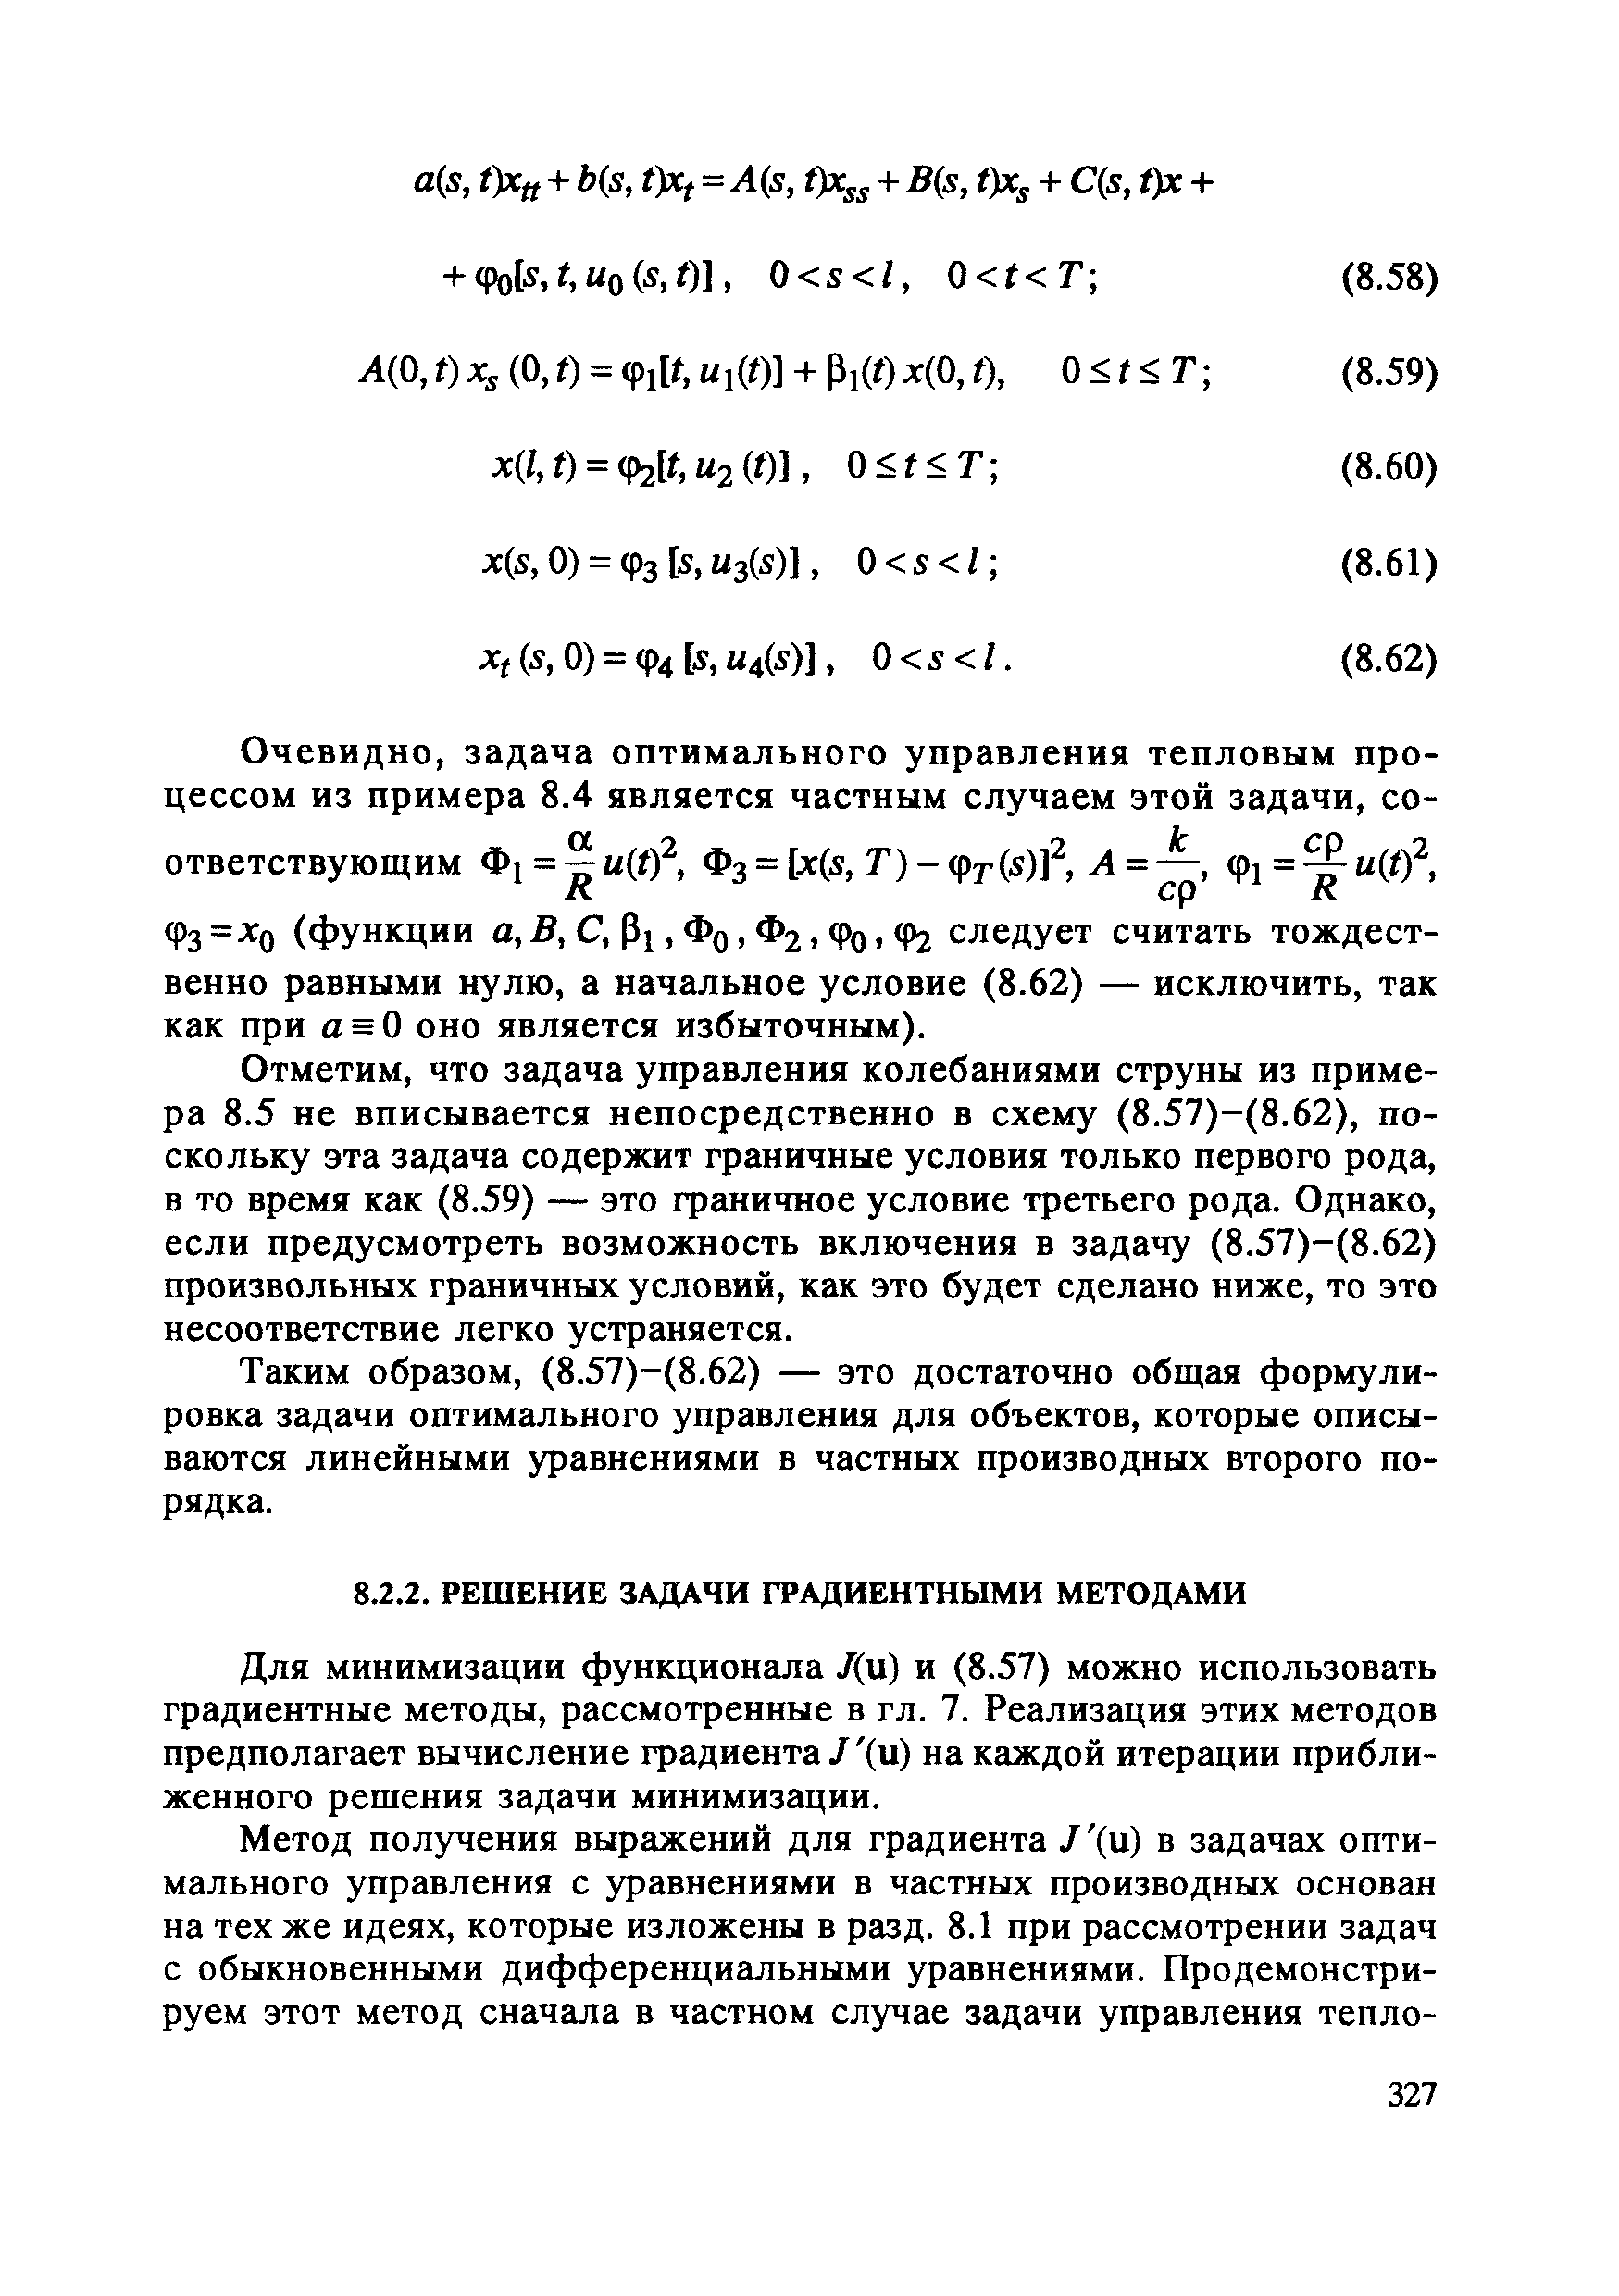 a(s, t)x_tt + b(s, t)x_t = A(s, t)x_ss + B(s, t)x_s + C(s, t)x +
+ φ₀[s, t, u₀ (s, t)] , 0 < s < l , 0 < t < T ; (8.58)
A(0, t) x_s (0, t) = φ₁[t, u₁(t)] + β₁(t) x(0, t), 0 ≤ t ≤ T ; (8.59)
x(l, t) = φ₂[t, u₂ (t)] , 0 ≤ t ≤ T ; (8.60)
x(s, 0) = φ₃ [s, u₃(s)] , 0 < s < l ; (8.61)
x_t (s, 0) = φ₄ [s, u₄(s)] , 0 < s < l . (8.62)
Очевидно, задача оптимального управления тепловым про-
цессом из примера 8.4 является частным случаем этой задачи, со-
ответствующим Φ₁ = α/R u(t)², Φ₃ = [x(s, T) - φ_T(s)]², A = k/cρ, φ₁ = cρ/R u(t)²,
φ₃ = x₀ (функции a, B, C, β₁ , Φ₀ , Φ₂ , φ₀ , φ₂ следует считать тождест-
венно равными нулю, а начальное условие (8.62) — исключить, так
как при a ≡ 0 оно является избыточным).
Отметим, что задача управления колебаниями струны из приме-
ра 8.5 не вписывается непосредственно в схему (8.57)–(8.62), по-
скольку эта задача содержит граничные условия только первого рода,
в то время как (8.59) — это граничное условие третьего рода. Однако,
если предусмотреть возможность включения в задачу (8.57)–(8.62)
произвольных граничных условий, как это будет сделано ниже, то это
несоответствие легко устраняется.
Таким образом, (8.57)–(8.62) — это достаточно общая формули-
ровка задачи оптимального управления для объектов, которые описы-
ваются линейными уравнениями в частных производных второго по-
рядка.
8.2.2. РЕШЕНИЕ ЗАДАЧИ ГРАДИЕНТНЫМИ МЕТОДАМИ
Для минимизации функционала J(u) и (8.57) можно использовать
градиентные методы, рассмотренные в гл. 7. Реализация этих методов
предполагает вычисление градиента J ′(u) на каждой итерации прибли-
женного решения задачи минимизации.
Метод получения выражений для градиента J ′(u) в задачах опти-
мального управления с уравнениями в частных производных основан
на тех же идеях, которые изложены в разд. 8.1 при рассмотрении задач
с обыкновенными дифференциальными уравнениями. Продемонстри-
руем этот метод сначала в частном случае задачи управления тепло-
327